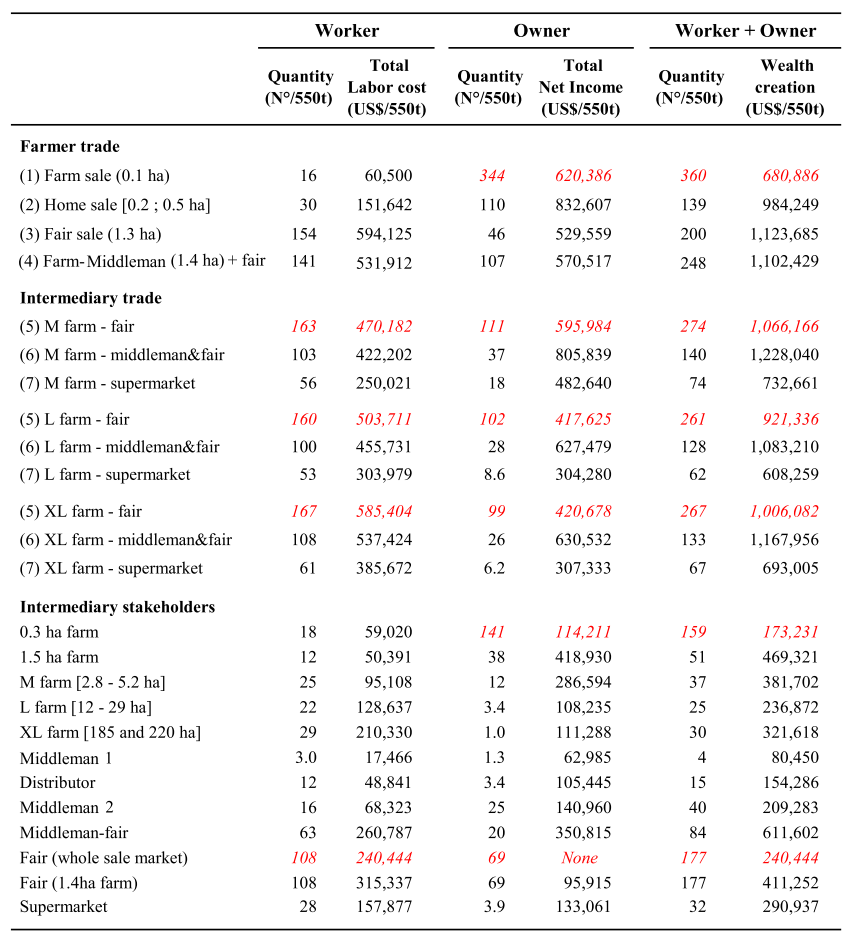 Worker Owner Worker + Owner
Quantity (N°/550t) Total Labor cost (US$/550t) Quantity (N°/550t) Total Net Income (US$/550t) Quantity (N°/550t) Wealth creation (US$/550t)
Farmer trade
(1) Farm sale (0.1 ha) 16 60,500 344 620,386 360 680,886
(2) Home sale [0.2 ; 0.5 ha] 30 151,642 110 832,607 139 984,249
(3) Fair sale (1.3 ha) 154 594,125 46 529,559 200 1,123,685
(4) Farm-Middleman (1.4 ha) + fair 141 531,912 107 570,517 248 1,102,429
Intermediary trade
(5) M farm - fair 163 470,182 111 595,984 274 1,066,166
(6) M farm - middleman&fair 103 422,202 37 805,839 140 1,228,040
(7) M farm - supermarket 56 250,021 18 482,640 74 732,661
(5) L farm - fair 160 503,711 102 417,625 261 921,336
(6) L farm - middleman&fair 100 455,731 28 627,479 128 1,083,210
(7) L farm - supermarket 53 303,979 8.6 304,280 62 608,259
(5) XL farm - fair 167 585,404 99 420,678 267 1,006,082
(6) XL farm - middleman&fair 108 537,424 26 630,532 133 1,167,956
(7) XL farm - supermarket 61 385,672 6.2 307,333 67 693,005
Intermediary stakeholders
0.3 ha farm 18 59,020 141 114,211 159 173,231
1.5 ha farm 12 50,391 38 418,930 51 469,321
M farm [2.8 - 5.2 ha] 25 95,108 12 286,594 37 381,702
L farm [12 - 29 ha] 22 128,637 3.4 108,235 25 236,872
XL farm [185 and 220 ha] 29 210,330 1.0 111,288 30 321,618
Middleman 1 3.0 17,466 1.3 62,985 4 80,450
Distributor 12 48,841 3.4 105,445 15 154,286
Middleman 2 16 68,323 25 140,960 40 209,283
Middleman-fair 63 260,787 20 350,815 84 611,602
Fair (whole sale market) 108 240,444 69 None 177 240,444
Fair (1.4ha farm) 108 315,337 69 95,915 177 411,252
Supermarket 28 157,877 3.9 133,061 32 290,937